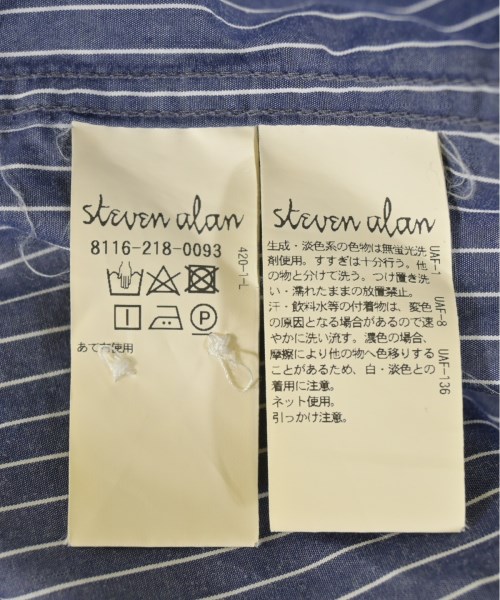 steven alan
8116-218-0093
420-1-L
P
あて布使用
steven alan
生成・淡色系の色物は無蛍光洗
剤使用。すすぎは十分行う。他
の物と分けて洗う。つけ置き洗
い・濡れたままの放置禁止。
汗・飲料水等の付着物は、変色
の原因となる場合があるので速
やかに洗い流す。濃色の場合、
摩擦により他の物へ色移りする
ことがあるため、白・淡色との
着用に注意。
ネット使用。
引っかけ注意。
UAF-1
UAF-8
UAF-136